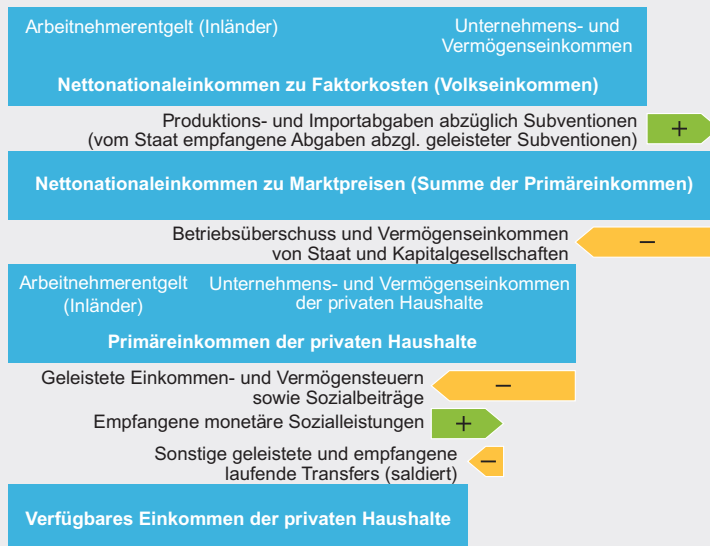 Arbeitnehmerentgelt (Inländer)
Unternehmens- und
Vermögenseinkommen
Nettonationaleinkommen zu Faktorkosten (Volkseinkommen)
Produktions- und Importabgaben abzüglich Subventionen
(vom Staat empfangene Abgaben abzgl. geleisteter Subventionen)
+
Nettonationaleinkommen zu Marktpreisen (Summe der Primäreinkommen)
Betriebsüberschuss und Vermögenseinkommen
von Staat und Kapitalgesellschaften
−
Arbeitnehmerentgelt
(Inländer)
Unternehmens- und Vermögenseinkommen
der privaten Haushalte
Primäreinkommen der privaten Haushalte
Geleistete Einkommen- und Vermögensteuern
sowie Sozialbeiträge
−
Empfangene monetäre Sozialleistungen
+
Sonstige geleistete und empfangene
laufende Transfers (saldiert)
−
Verfügbares Einkommen der privaten Haushalte